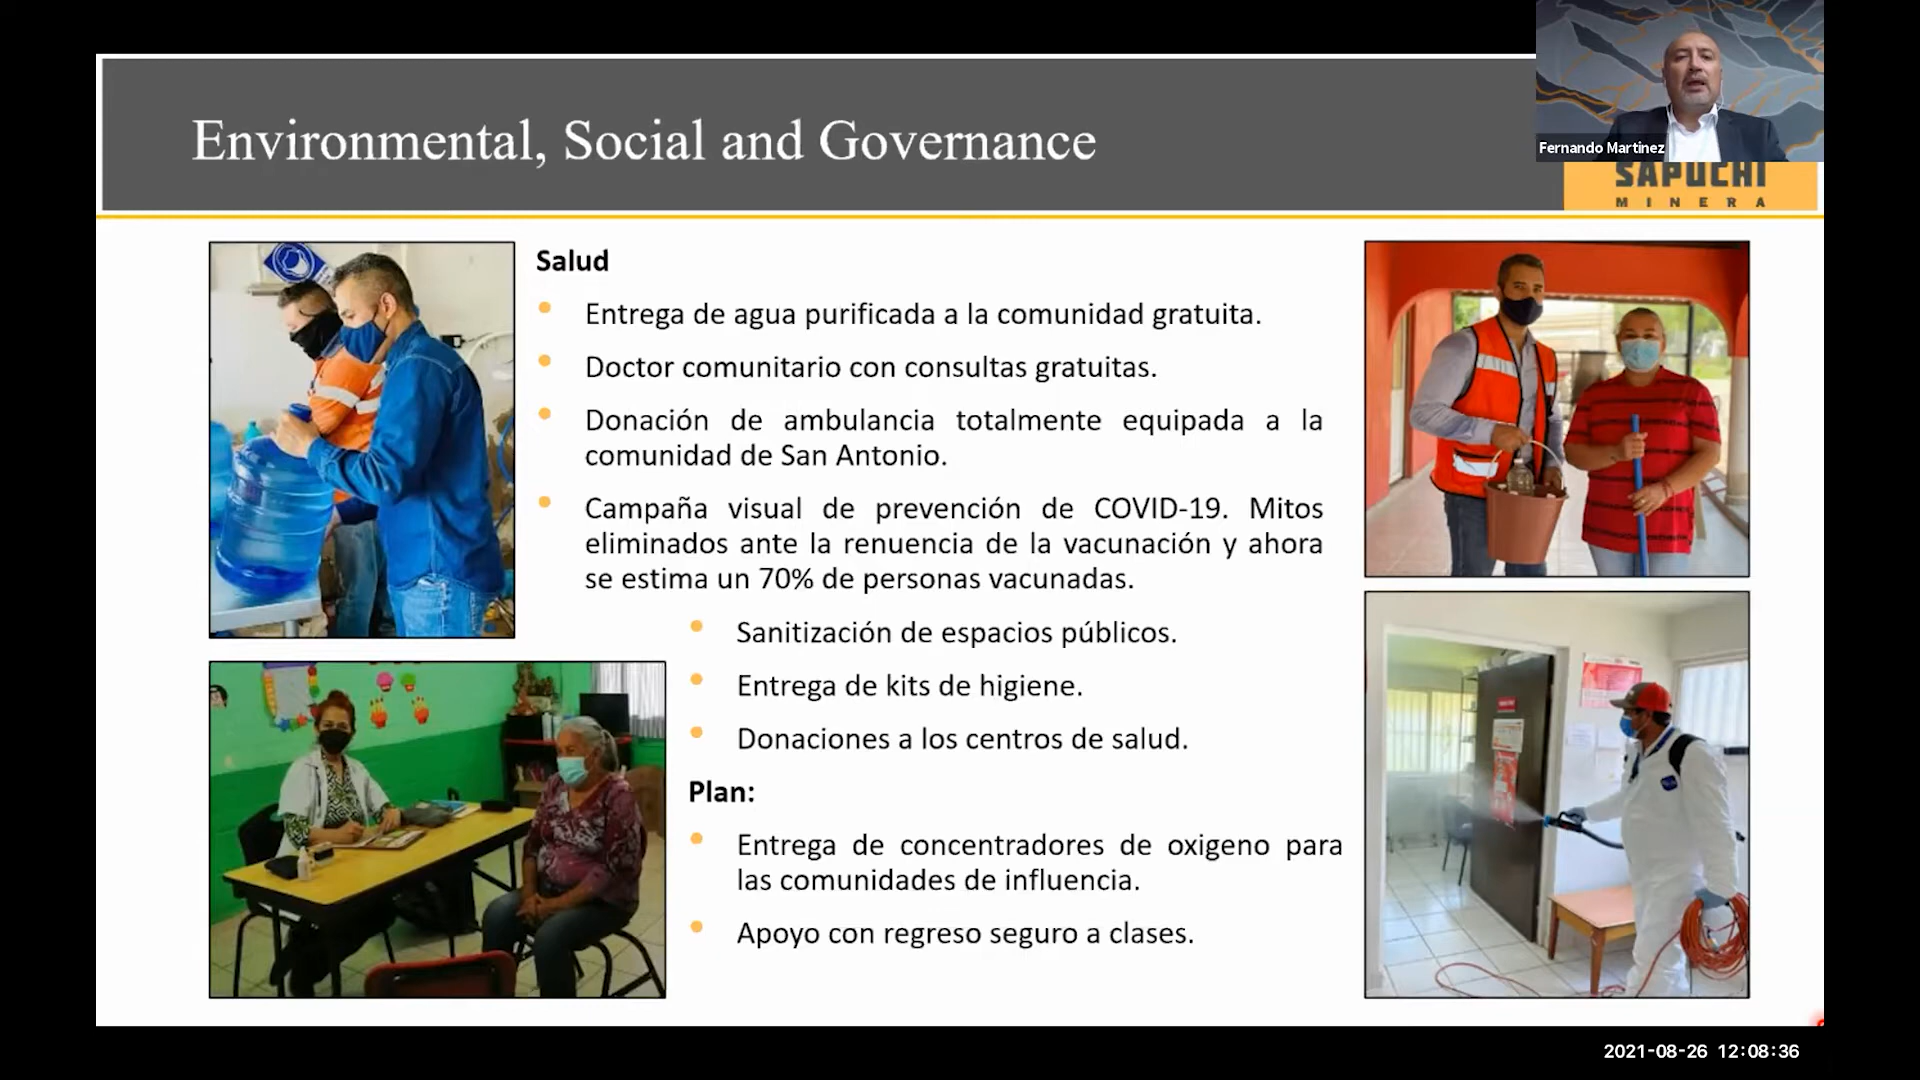 Environmental, Social and Governance
Fernando Martinez
SAPUCHI
MINERA
Salud
Entrega de agua purificada a la comunidad gratuita.
Doctor comunitario con consultas gratuitas.
Donación de ambulancia totalmente equipada a la
comunidad de San Antonio.
Campaña visual de prevención de COVID-19. Mitos
eliminados ante la renuencia de la vacunación y ahora
se estima un 70% de personas vacunadas.
Sanitización de espacios públicos.
Entrega de kits de higiene.
Donaciones a los centros de salud.
Plan:
Entrega de concentradores de oxigeno para
las comunidades de influencia.
Apoyo con regreso seguro a clases.
2021-08-26 12:08:36